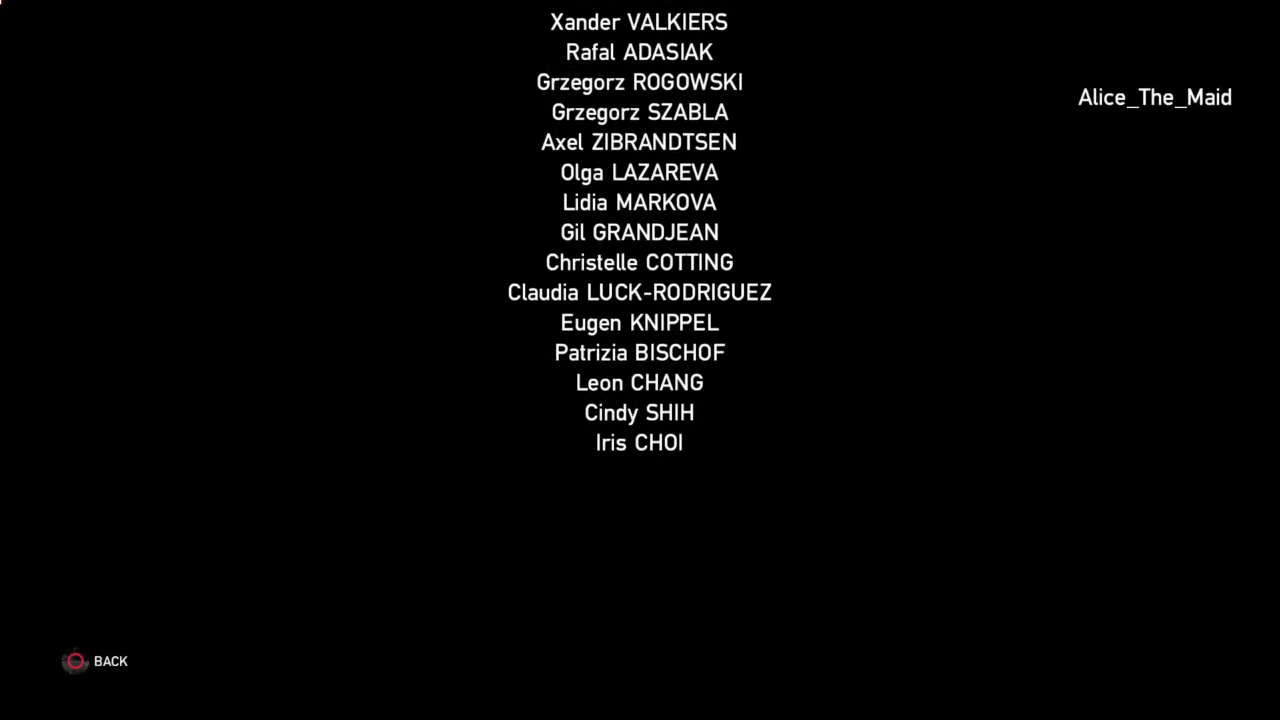 Xander VALKIERS
Rafal ADASIAK
Grzegorz ROGOWSKI
Alice_The_Maid
Grzegorz SZABLA
Axel ZIBRANDTSEN
Olga LAZAREVA
Lidia MARKOVA
Gil GRANDJEAN
Christelle COTTING
Claudia LUCK-RODRIGUEZ
Eugen KNIPPEL
Patrizia BISCHOF
Leon CHANG
Cindy SHIH
Iris CHOI
BACK